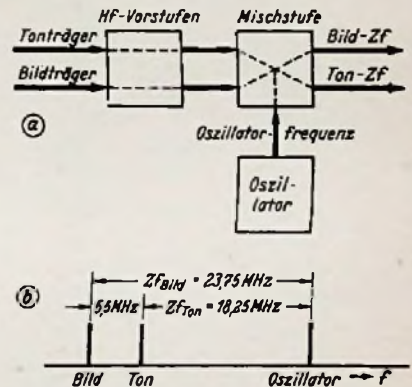 Hf-Vorstufen Mischstufe
Tonträger Bild-Zf
Bildträger Ton-Zf
a
Oszillator- frequenz
Oszil-
lator
b
Zf Bild = 23,75 MHz
5,5 MHz Zf Ton = 18,25 MHz
Bild Ton Oszillator f